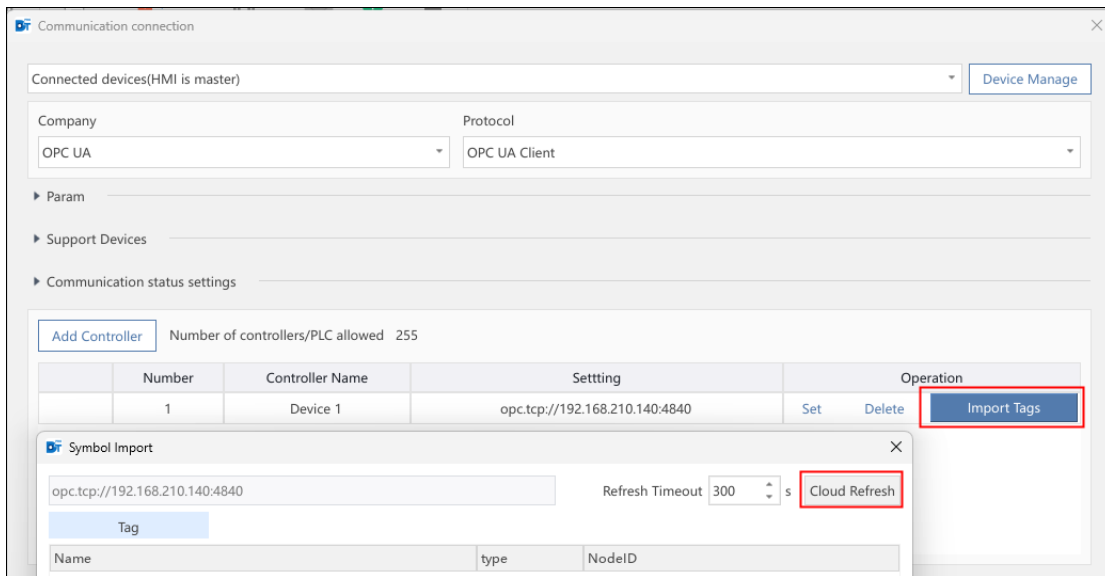 DT Communication connection
Connected devices(HMI is master) Device Manage
Company Protocol
OPC UA OPC UA Client
Param
Support Devices
Communication status settings
Add Controller Number of controllers/PLC allowed 255
Number Controller Name Settting Operation
1 Device 1 opc.tcp://192.168.210.140:4840 Set Delete Import Tags
DT Symbol Import
opc.tcp://192.168.210.140:4840 Refresh Timeout 300 s Cloud Refresh
Tag
Name type NodeID